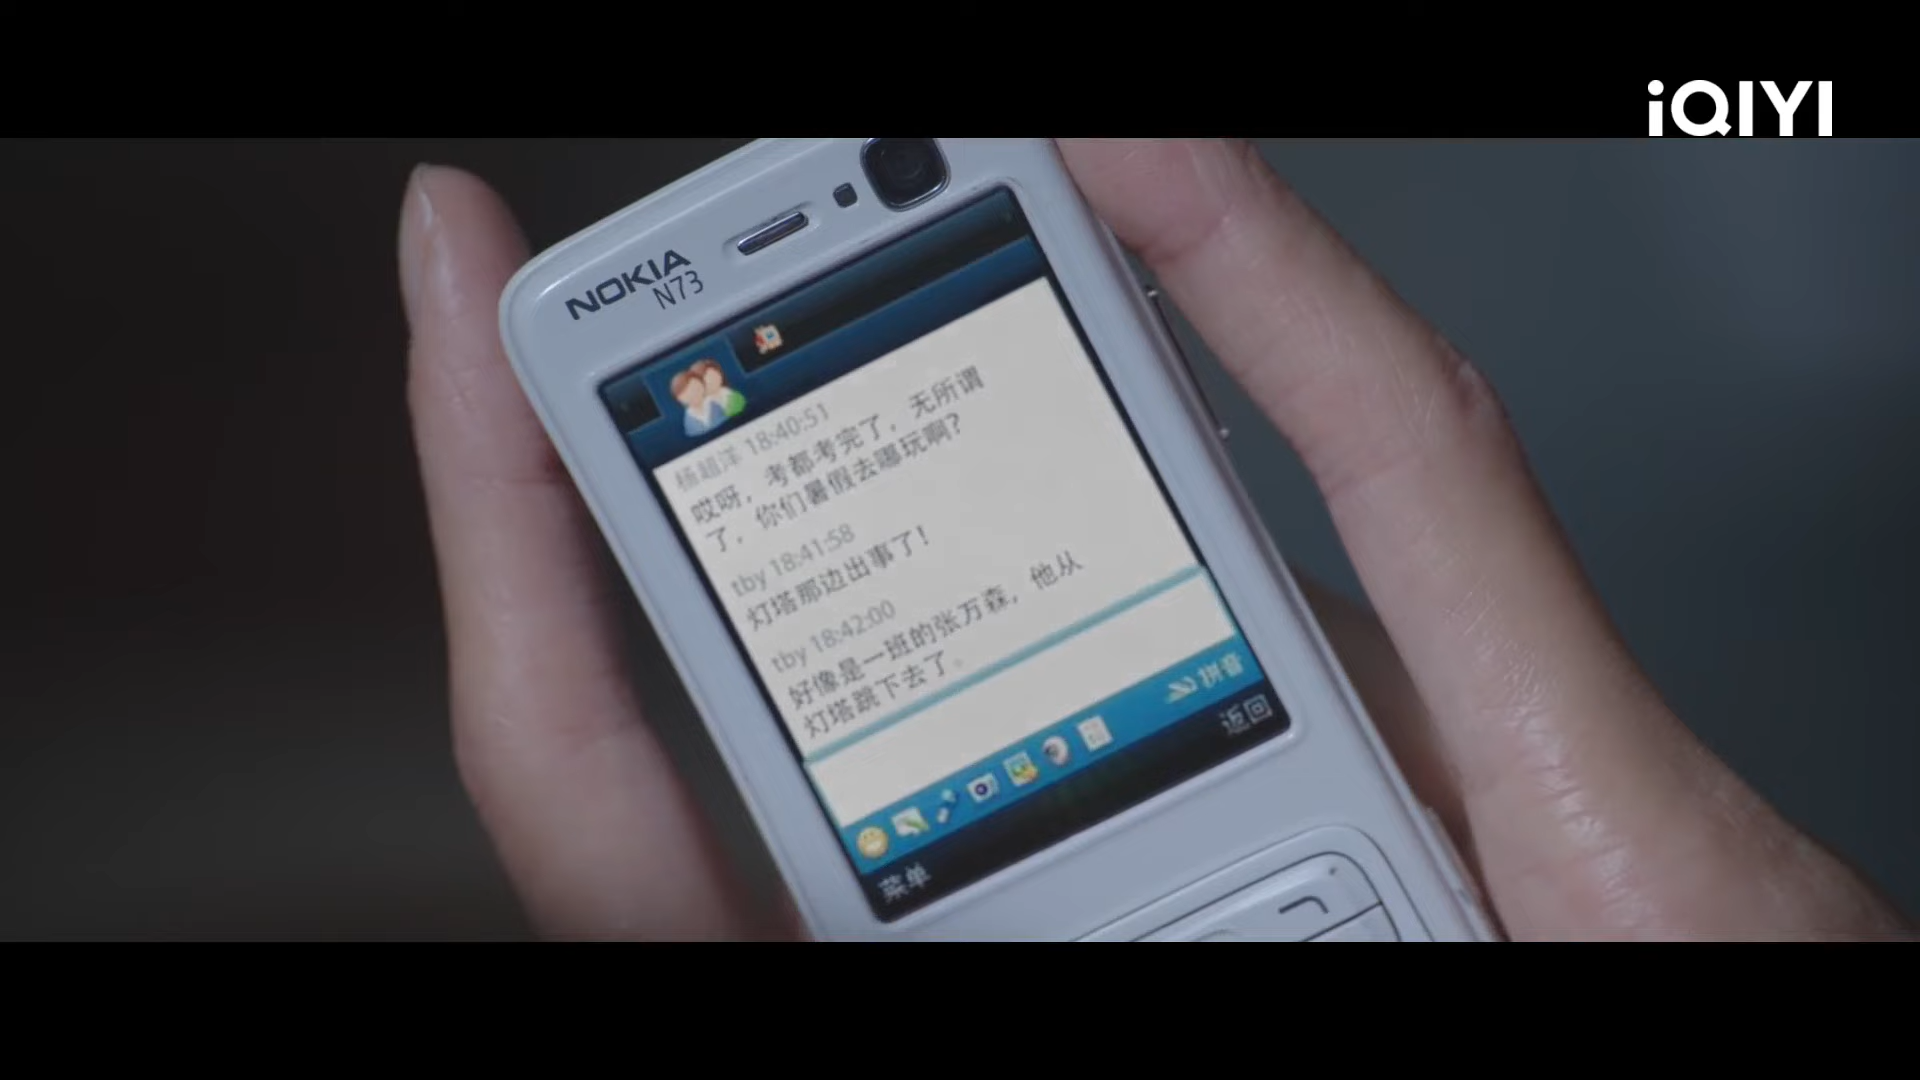 iQIYI
NOKIA
N73
杨超洋 18:40:51
哎呀，考都考完了，无所谓
了，你们暑假去哪玩啊？
tby 18:41:58
灯塔那边出事了！
tby 18:42:00
好像是一班的张万森，他从
灯塔跳下去了。
拼音
菜单
返回